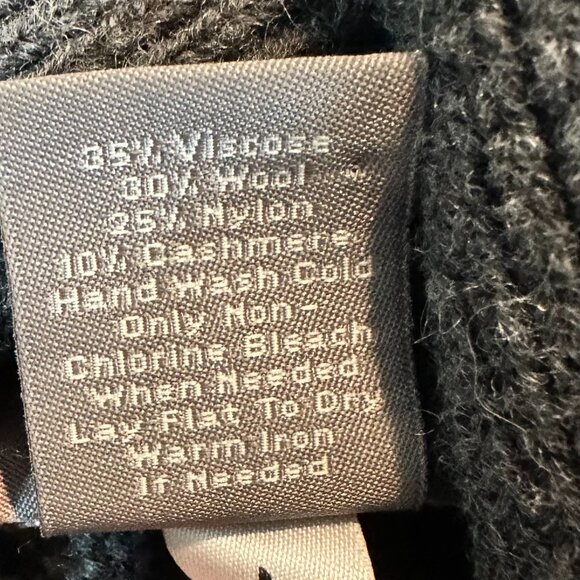 35% Viscose
30% Wool
25% Nylon
10% Cashmere
Hand Wash Cold
Only Non-
Chlorine Bleach
When Needed
Lay Flat To Dry
Warm Iron
If Needed